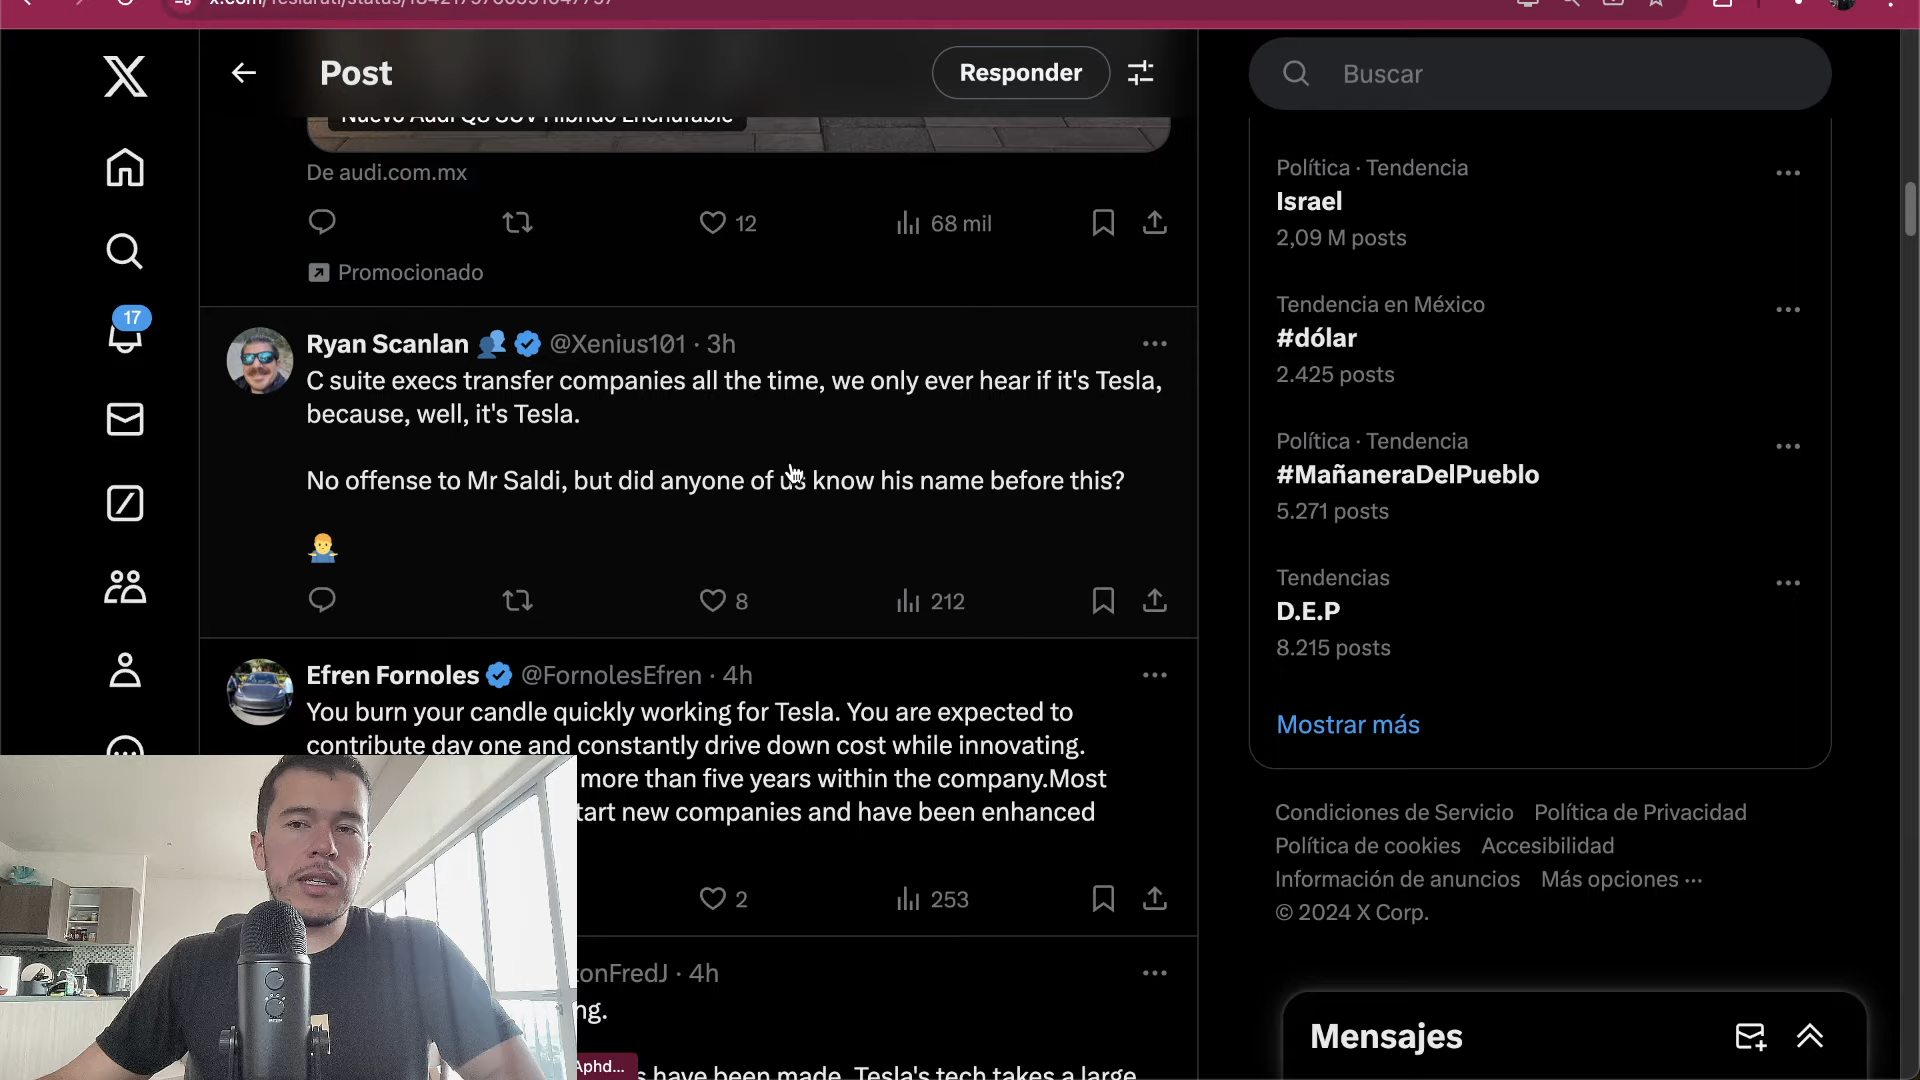 Post
Responder
Buscar
Nuevo Audi Q8 SUV Híbrido Enchufable
De audi.com.mx
12
68 mil
Promocionado
17
Ryan Scanlan @Xenius101 · 3h
C suite execs transfer companies all the time, we only ever hear if it's Tesla,
because, well, it's Tesla.
No offense to Mr Saldi, but did anyone of us know his name before this?
8
212
Efren Fornoles @FornolesEfren · 4h
You burn your candle quickly working for Tesla. You are expected to
contribute day one and constantly drive down cost while innovating.
more than five years within the company.Most
tart new companies and have been enhanced
2
253
tonFredJ · 4h
ng.
Aphd...
s have been made. Tesla's tech takes a large
Política · Tendencia
Israel
2,09 M posts
Tendencia en México
#dólar
2.425 posts
Política · Tendencia
#MañaneraDelPueblo
5.271 posts
Tendencias
D.E.P
8.215 posts
Mostrar más
Condiciones de Servicio Política de Privacidad
Política de cookies Accesibilidad
Información de anuncios Más opciones ···
© 2024 X Corp.
Mensajes